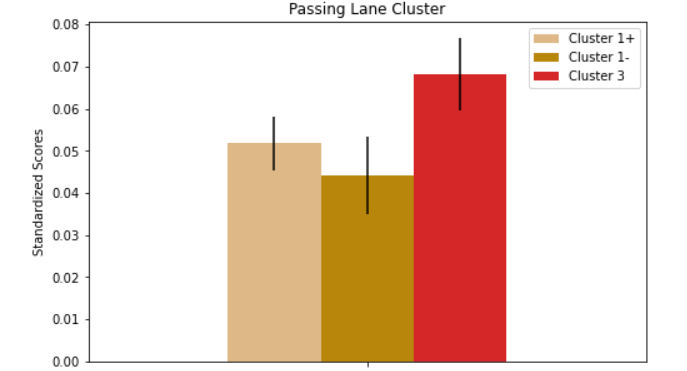 Passing Lane Cluster
0.08
0.07
0.06
0.05
0.04
0.03
0.02
0.01
0.00
Standardized Scores
Cluster 1+
Cluster 1-
Cluster 3